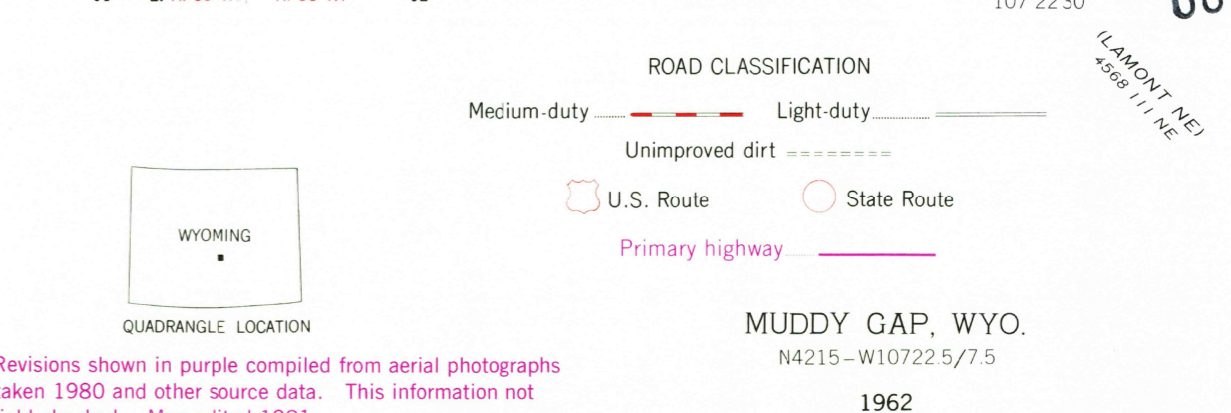 107°22'30"
(LAMONT NE)
4568 III NE
ROAD CLASSIFICATION
Medium-duty Light-duty
Unimproved dirt
U.S. Route State Route
Primary highway
WYOMING
QUADRANGLE LOCATION
MUDDY GAP, WYO.
N4215–W10722.5/7.5
1962
Revisions shown in purple compiled from aerial photographs
taken 1980 and other source data. This information not